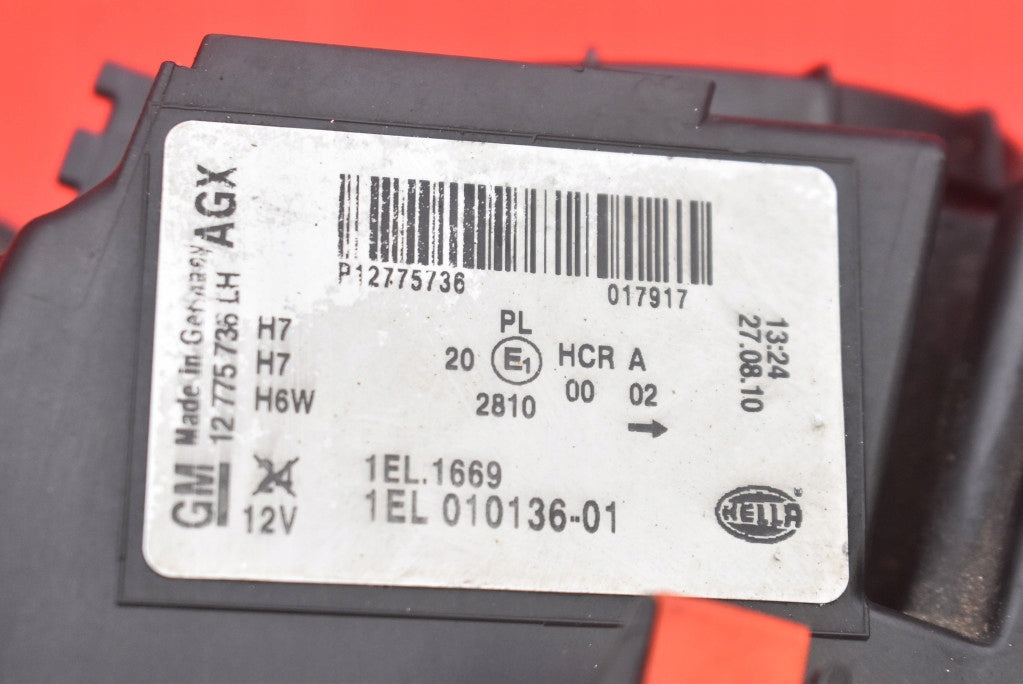 P12775736
017917
GM
Made in Germany
12 775 736 LH
AGX
H7
H7
H6W
24
12V
PL
20 E1 HCR A
2810 00 02
→
13:24
27.08.10
1EL.1669
1EL 010136-01
HELLA ®